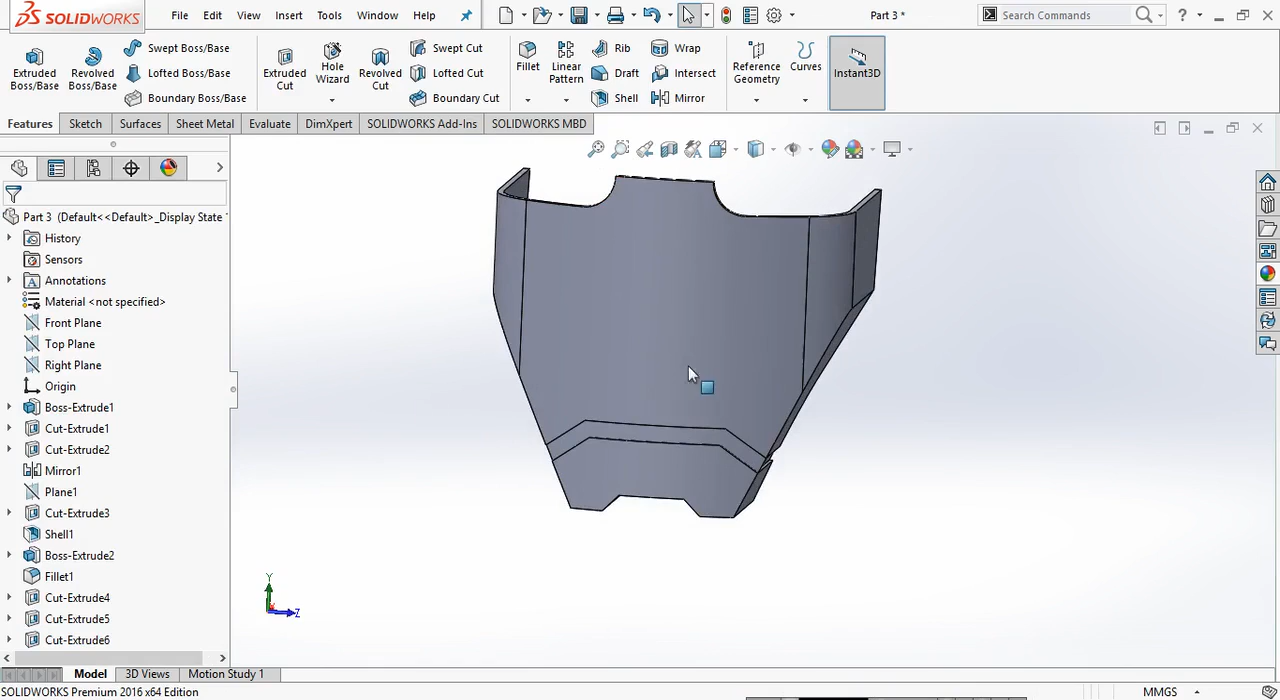 SOLIDWORKS File Edit View Insert Tools Window Help Part 3 * Search Commands ?
Extruded Boss/Base
Revolved Boss/Base
Swept Boss/Base
Lofted Boss/Base
Boundary Boss/Base
Extruded Cut
Hole Wizard
Revolved Cut
Swept Cut
Lofted Cut
Boundary Cut
Fillet
Linear Pattern
Rib
Draft
Shell
Wrap
Intersect
Mirror
Reference Geometry
Curves
Instant3D
Features Sketch Surfaces Sheet Metal Evaluate DimXpert SOLIDWORKS Add-Ins SOLIDWORKS MBD
Part 3 (Default<<Default>_Display State
History
Sensors
Annotations
Material <not specified>
Front Plane
Top Plane
Right Plane
Origin
Boss-Extrude1
Cut-Extrude1
Cut-Extrude2
Mirror1
Plane1
Cut-Extrude3
Shell1
Boss-Extrude2
Fillet1
Cut-Extrude4
Cut-Extrude5
Cut-Extrude6
Y
Z
Model 3D Views Motion Study 1
SOLIDWORKS Premium 2016 x64 Edition MMGS